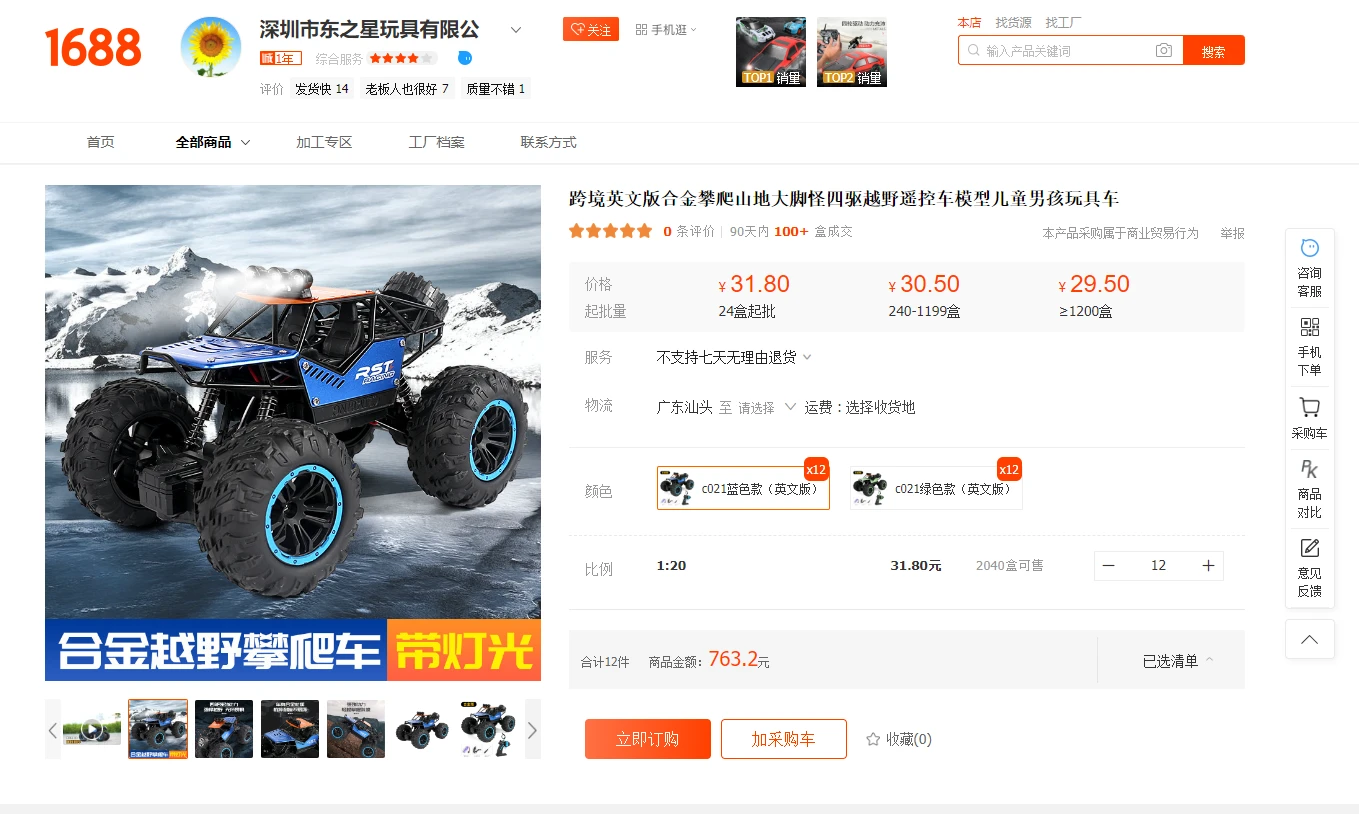 1688
深圳市东之星玩具有限公
诚1年 综合服务
评价 发货快 14 老板人也很好 7 质量不错 1
关注
手机逛
TOP1 销量
TOP2 销量
本店 找货源 找工厂
输入产品关键词
搜索
首页 全部商品 加工专区 工厂档案 联系方式
跨境英文版合金攀爬山地大脚怪四驱越野遥控车模型儿童男孩玩具车
0 条评价 90天内 100+ 盒成交
本产品采购属于商业贸易行为 举报
价格 ¥ 31.80 ¥ 30.50 ¥ 29.50
起批量 24盒起批 240-1199盒 ≥1200盒
服务 不支持七天无理由退货
物流 广东汕头 至 请选择 运费：选择收货地
颜色
c021蓝色款（英文版） x12
c021绿色款（英文版） x12
比例 1:20 31.80元 2040盒可售 12
合计12件 商品金额: 763.2元
已选清单
立即订购
加采购车
收藏(0)
RST
RACING
合金越野攀爬车 带灯光
咨询
客服
手机
下单
采购车
商品
对比
意见
反馈